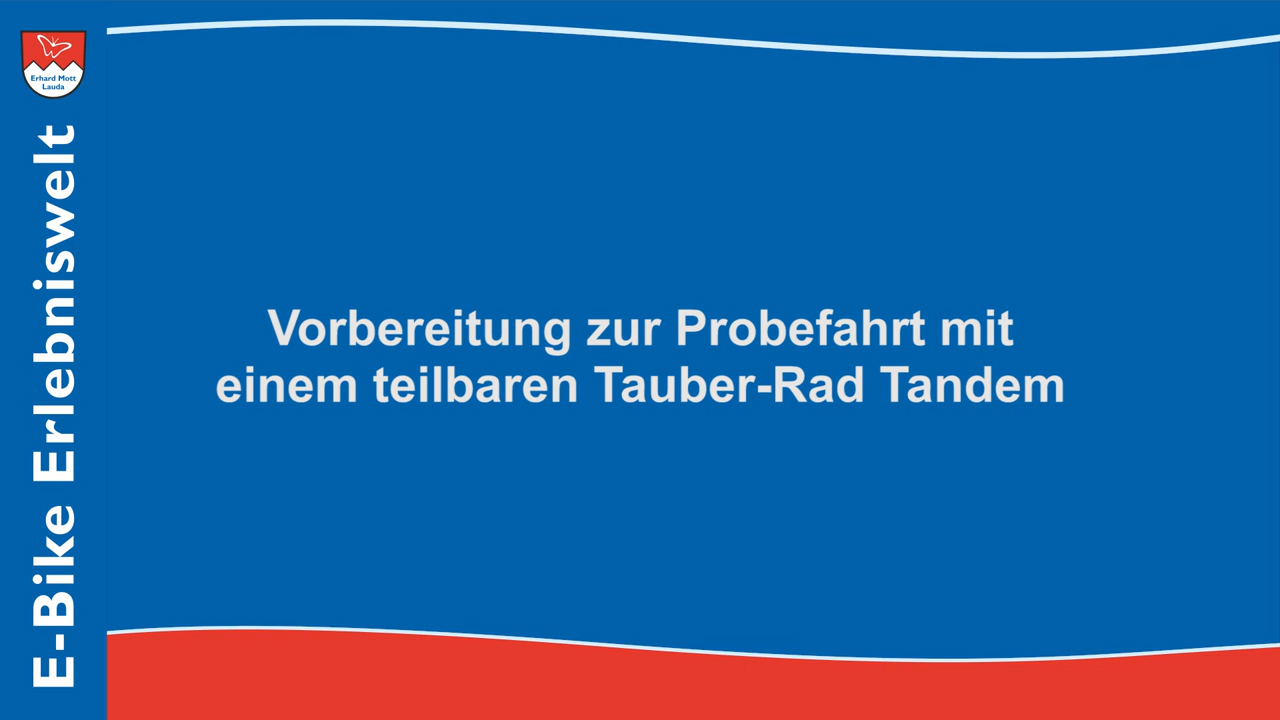 Erhard Mott
Lauda
E-Bike Erlebniswelt
Vorbereitung zur Probefahrt mit
einem teilbaren Tauber-Rad Tandem